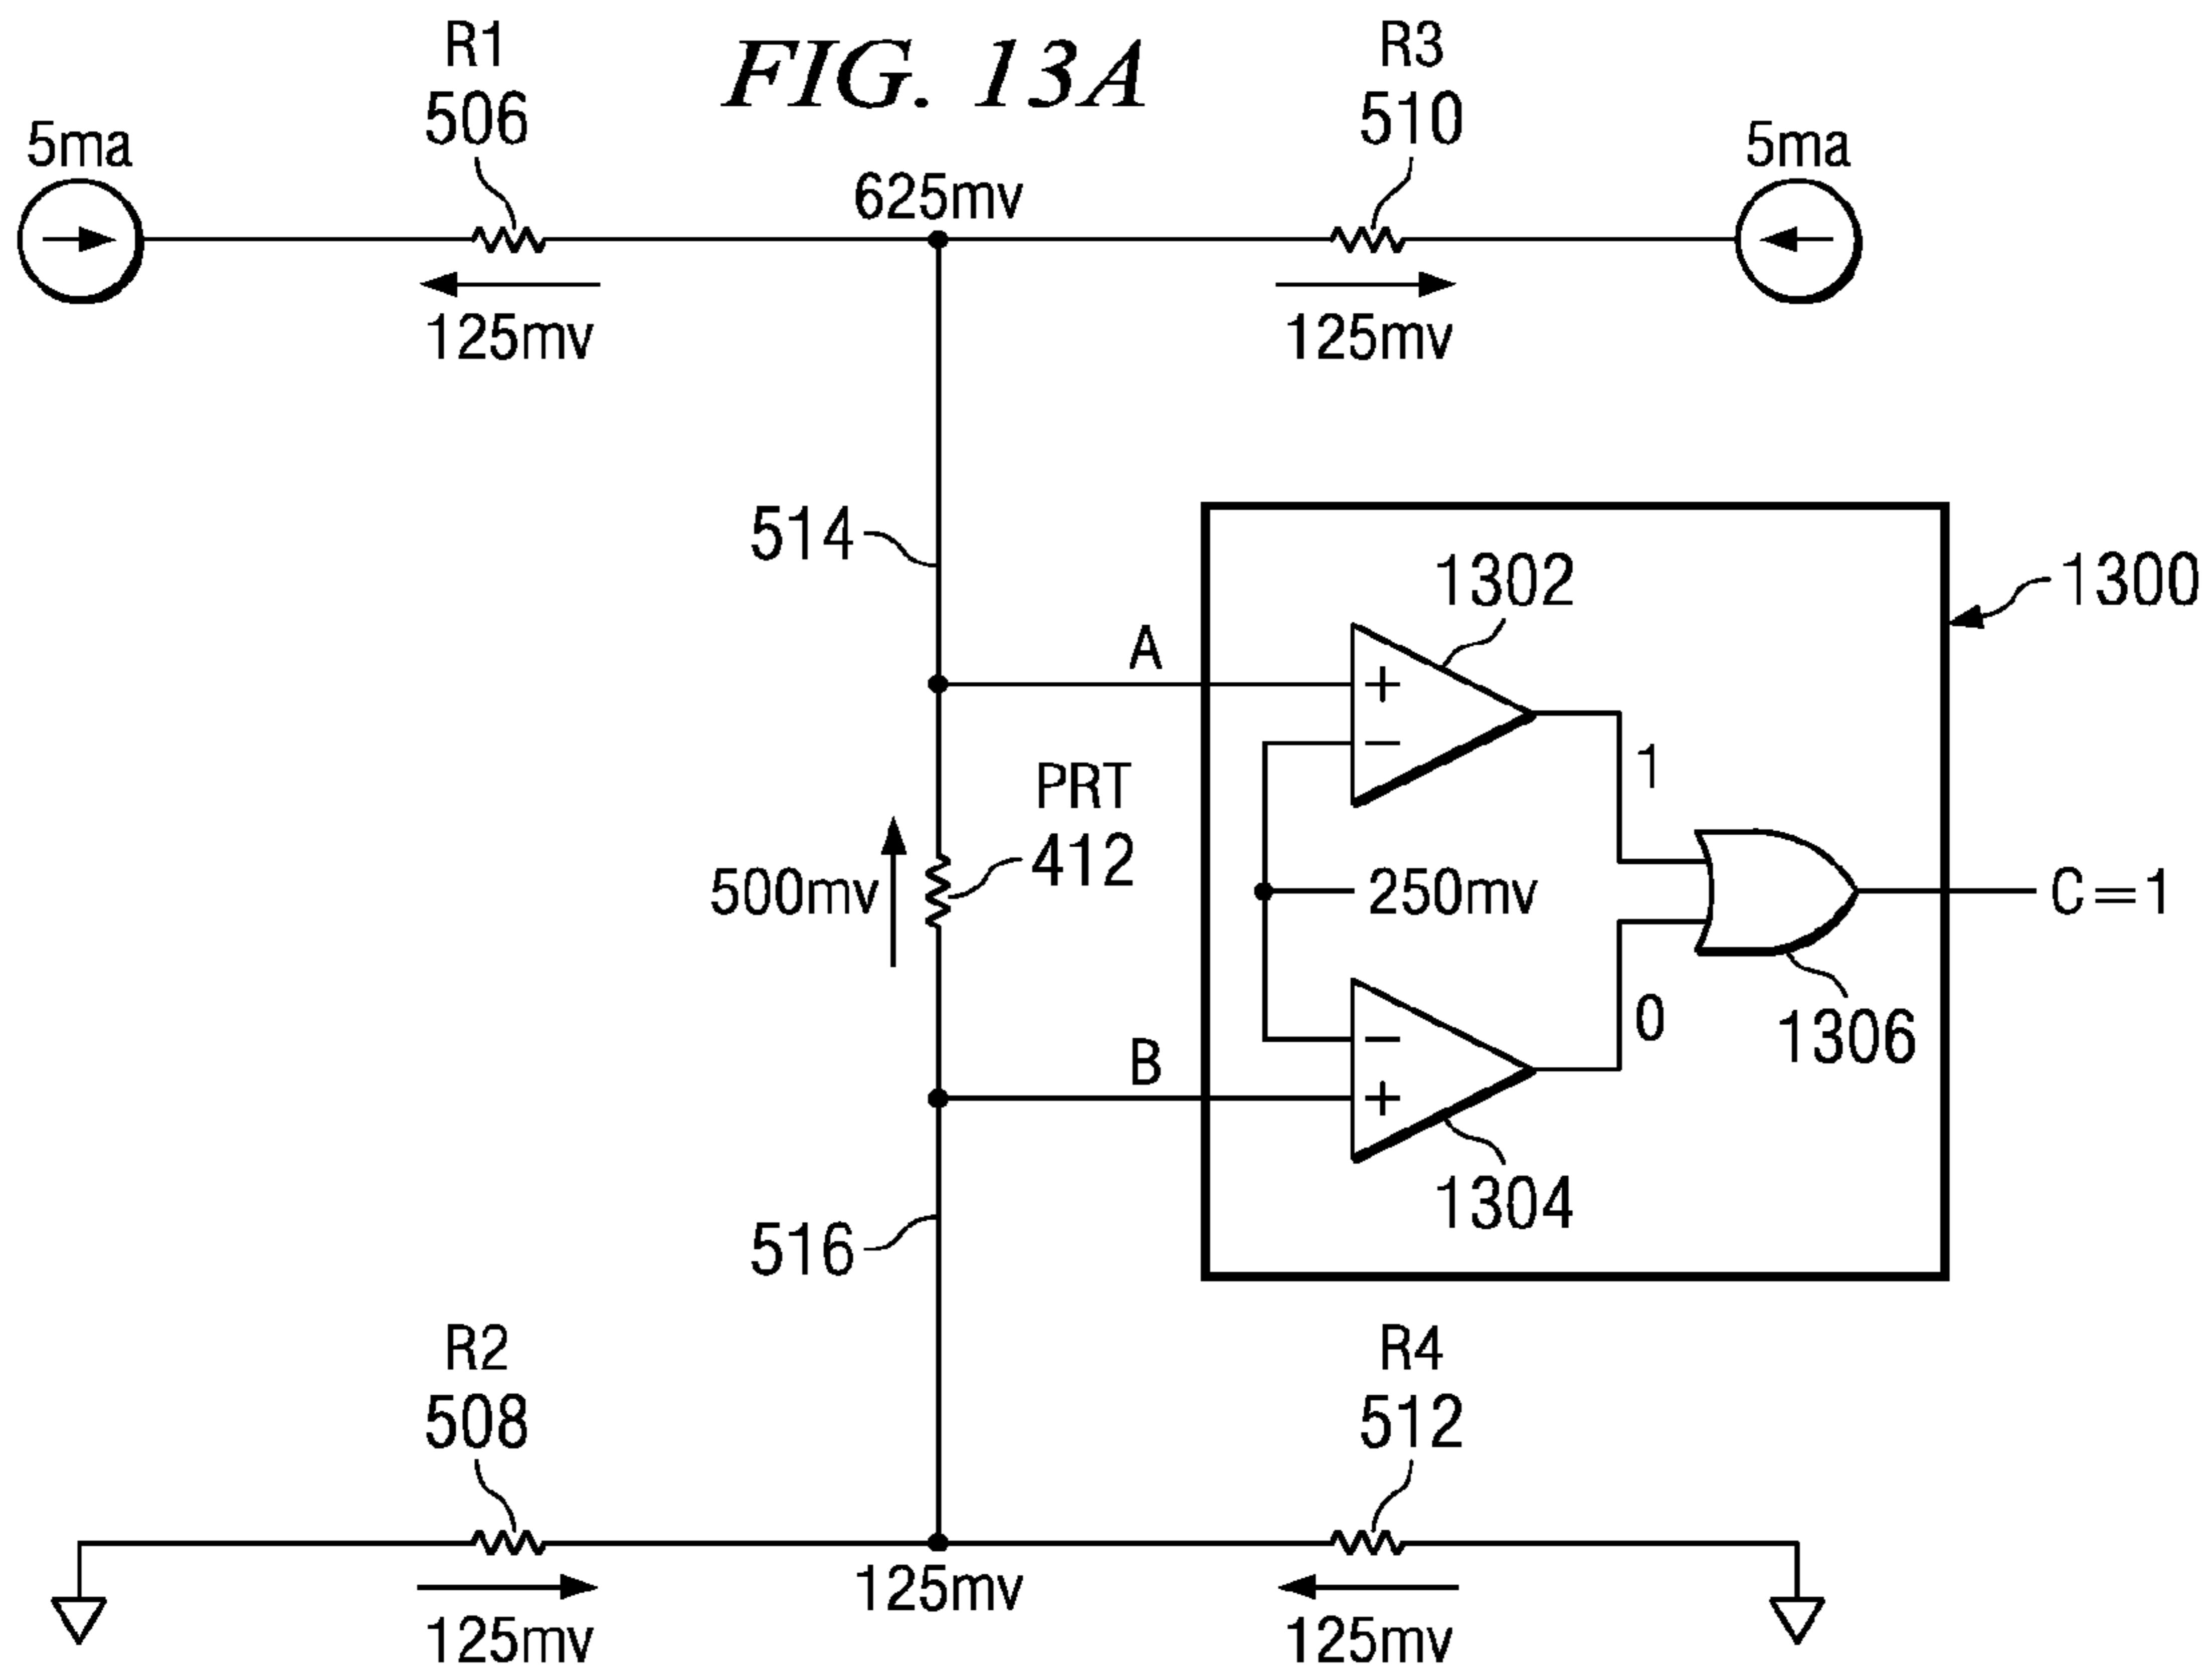 FIG. 13A
R1
506
R3
510
5ma
5ma
625mv
125mv
125mv
514
1302
1300
A
+
−
1
PRT
412
500mv
250mv
C=1
1306
0
B
−
+
1304
516
R2
508
R4
512
125mv
125mv
125mv